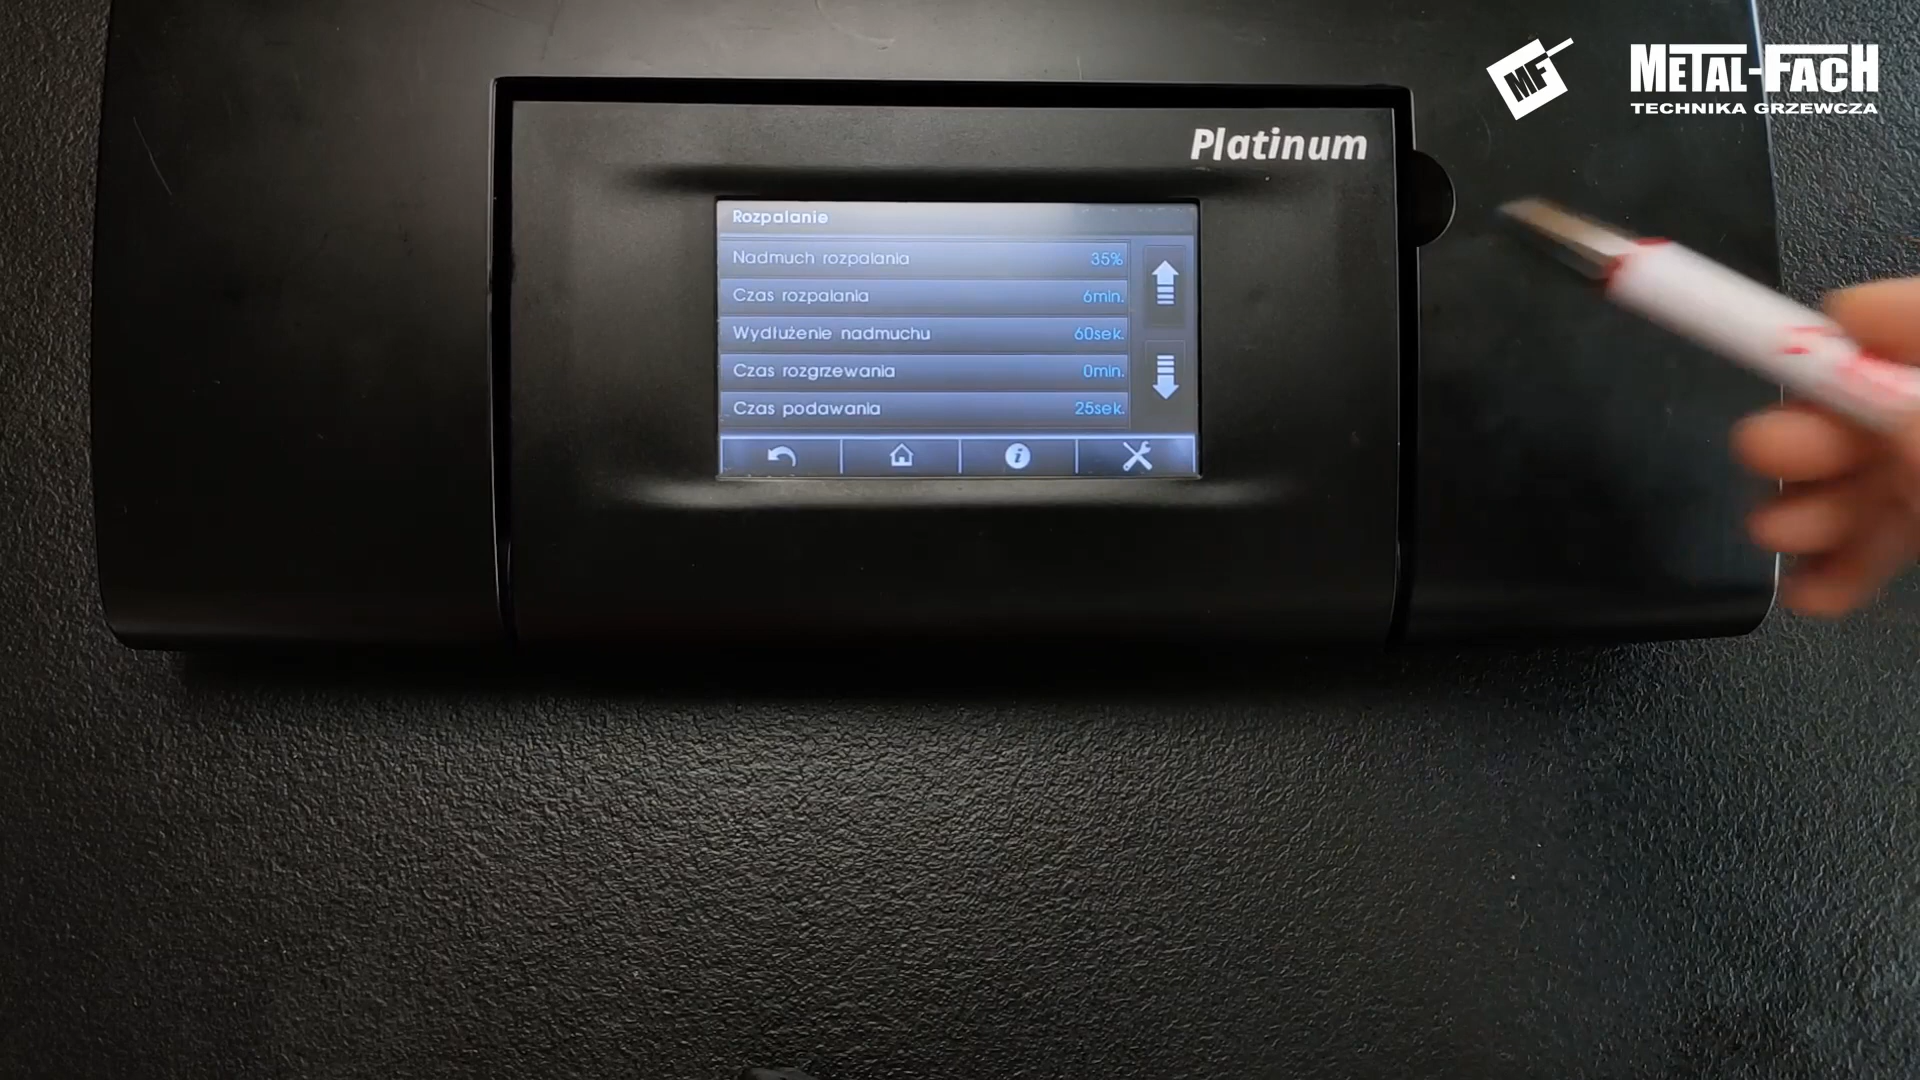 MF
METAL-FACH
TECHNIKA GRZEWCZA
Platinum
Rozpalanie
Nadmuch rozpalania 35%
Czas rozpalania 6min.
Wydłużenie nadmuchu 60sek.
Czas rozgrzewania 0min.
Czas podawania 25sek.